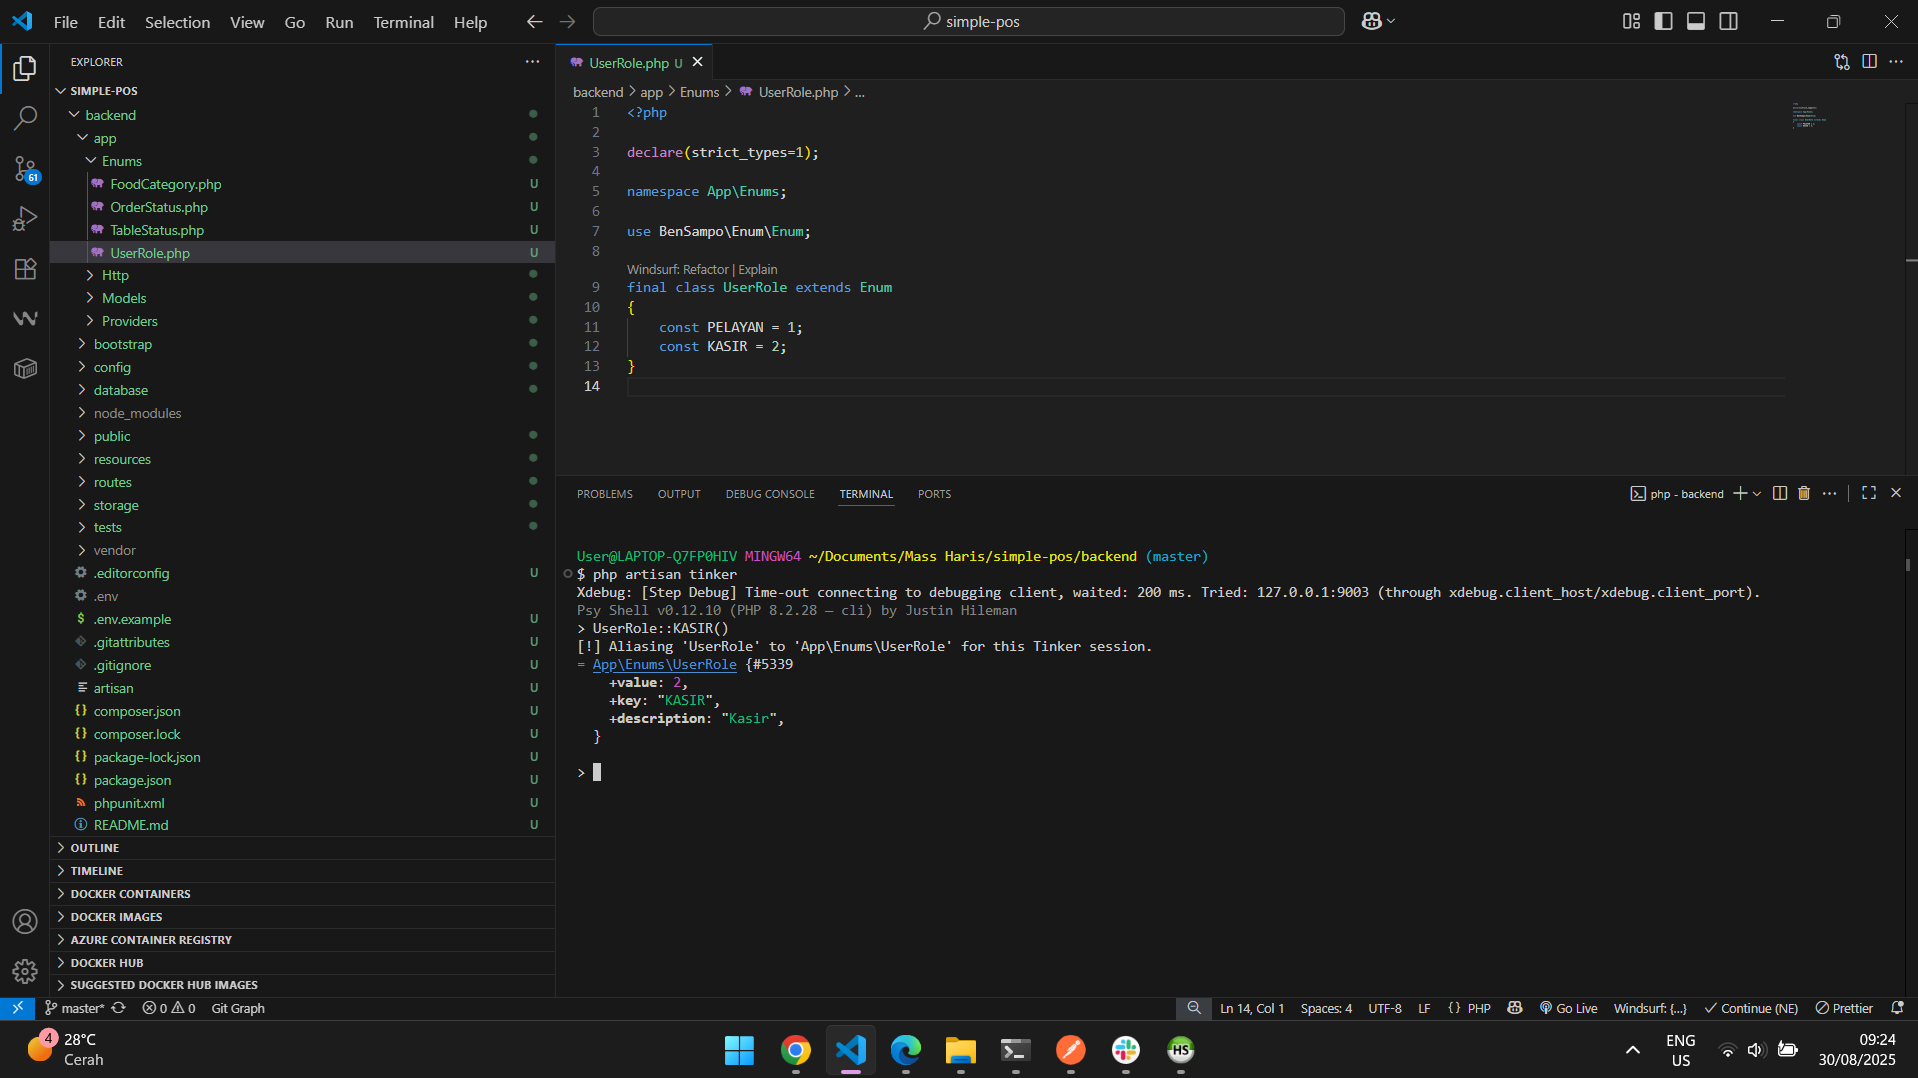 File Edit Selection View Go Run Terminal Help
simple-pos
EXPLORER
SIMPLE-POS
backend
app
Enums
FoodCategory.php U
OrderStatus.php U
TableStatus.php U
UserRole.php U
Http
Models
Providers
bootstrap
config
database
node_modules
public
resources
routes
storage
tests
vendor
.editorconfig U
.env
.env.example U
.gitattributes U
.gitignore U
artisan U
composer.json U
composer.lock U
package-lock.json U
package.json U
phpunit.xml U
README.md U
OUTLINE
TIMELINE
DOCKER CONTAINERS
DOCKER IMAGES
AZURE CONTAINER REGISTRY
DOCKER HUB
SUGGESTED DOCKER HUB IMAGES
61
UserRole.php U
backend > app > Enums > UserRole.php > ...
1 <?php
2
3 declare(strict_types=1);
4
5 namespace App\Enums;
6
7 use BenSampo\Enum\Enum;
8
Windsurf: Refactor | Explain
9 final class UserRole extends Enum
10 {
11 const PELAYAN = 1;
12 const KASIR = 2;
13 }
14
PROBLEMS OUTPUT DEBUG CONSOLE TERMINAL PORTS
php - backend
User@LAPTOP-Q7FP0HIV MINGW64 ~/Documents/Mass Haris/simple-pos/backend (master)
$ php artisan tinker
Xdebug: [Step Debug] Time-out connecting to debugging client, waited: 200 ms. Tried: 127.0.0.1:9003 (through xdebug.client_host/xdebug.client_port).
Psy Shell v0.12.10 (PHP 8.2.28 — cli) by Justin Hileman
> UserRole::KASIR()
[!] Aliasing 'UserRole' to 'App\Enums\UserRole' for this Tinker session.
= App\Enums\UserRole {#5339
+value: 2,
+key: "KASIR",
+description: "Kasir",
}
>
master* 0 0 Git Graph
Ln 14, Col 1 Spaces: 4 UTF-8 LF {} PHP Go Live Windsurf: {...} Continue (NE) Prettier
4
28°C
Cerah
HS
ENG
US
09:24
30/08/2025